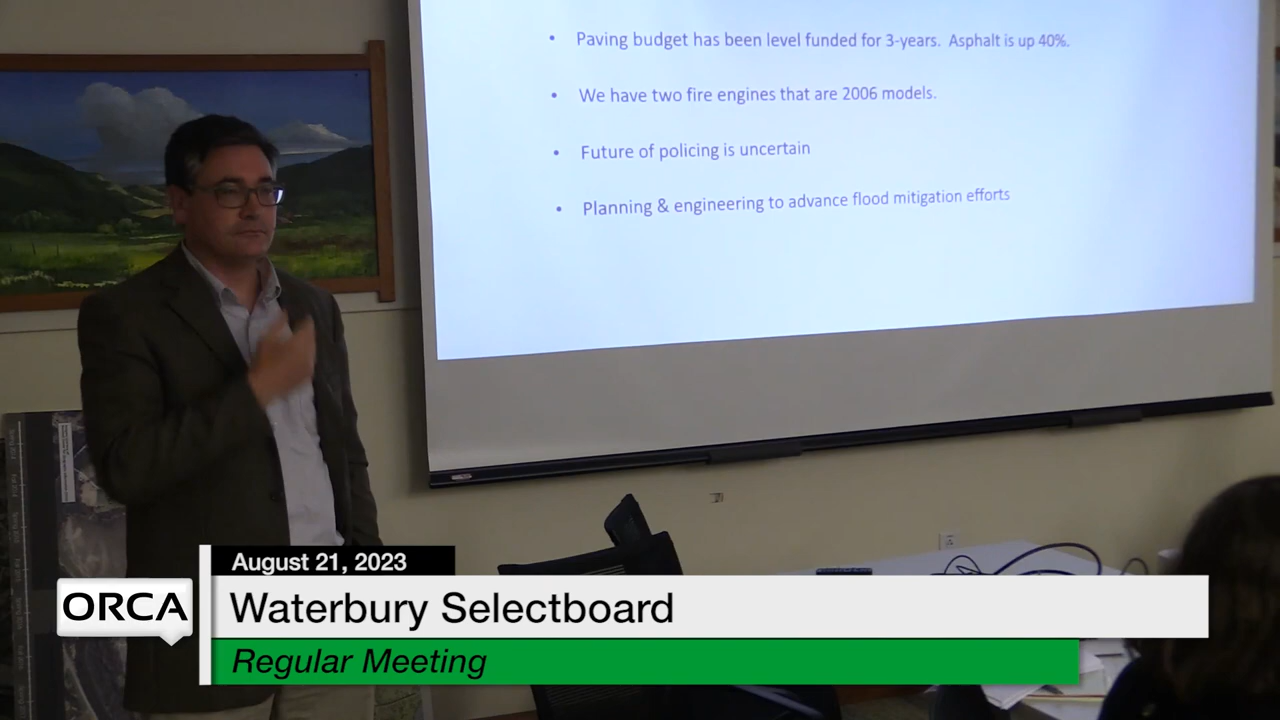 • Paving budget has been level funded for 3-years. Asphalt is up 40%.
• We have two fire engines that are 2006 models.
• Future of policing is uncertain
• Planning & engineering to advance flood mitigation efforts
August 21, 2023
ORCA
Waterbury Selectboard
Regular Meeting